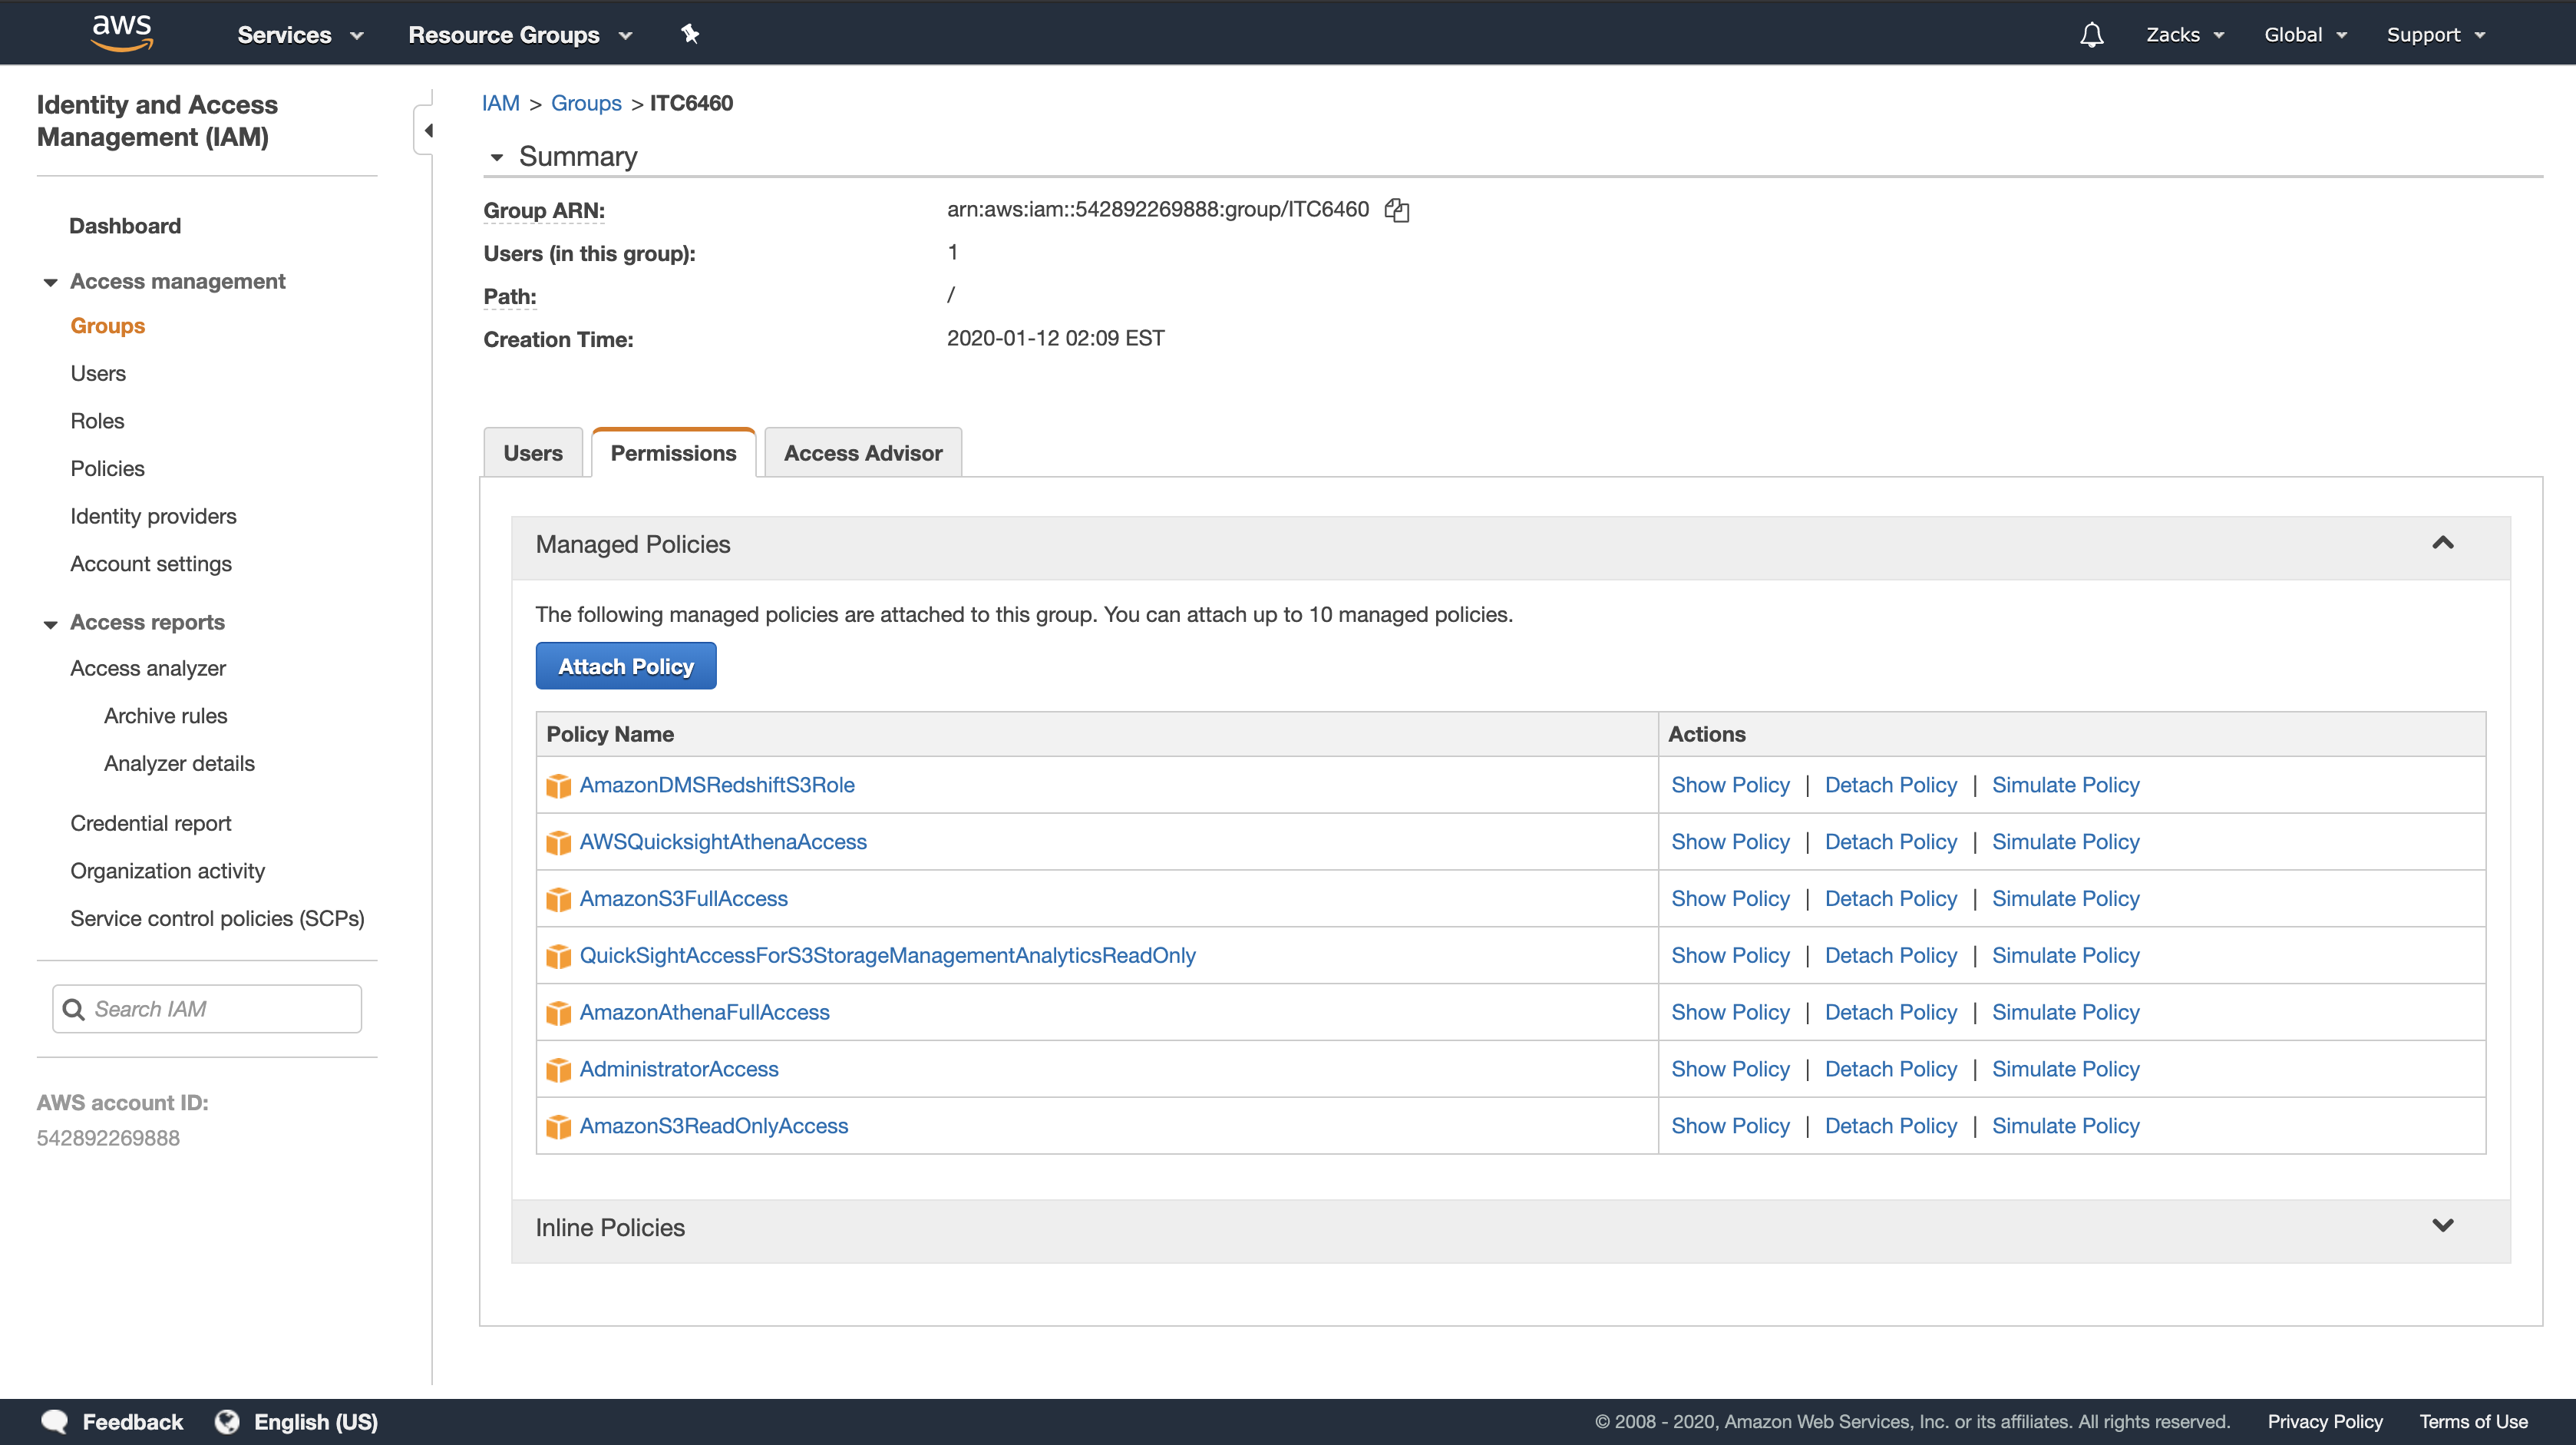 aws Services Resource Groups Zacks Global Support
Identity and Access
Management (IAM)
Dashboard
Access management
Groups
Users
Roles
Policies
Identity providers
Account settings
Access reports
Access analyzer
Archive rules
Analyzer details
Credential report
Organization activity
Service control policies (SCPs)
Search IAM
AWS account ID:
542892269888
IAM > Groups > ITC6460
Summary
Group ARN: arn:aws:iam::542892269888:group/ITC6460
Users (in this group): 1
Path: /
Creation Time: 2020-01-12 02:09 EST
Users Permissions Access Advisor
Managed Policies
The following managed policies are attached to this group. You can attach up to 10 managed policies.
Attach Policy
Policy Name Actions
AmazonDMSRedshiftS3Role Show Policy | Detach Policy | Simulate Policy
AWSQuicksightAthenaAccess Show Policy | Detach Policy | Simulate Policy
AmazonS3FullAccess Show Policy | Detach Policy | Simulate Policy
QuickSightAccessForS3StorageManagementAnalyticsReadOnly Show Policy | Detach Policy | Simulate Policy
AmazonAthenaFullAccess Show Policy | Detach Policy | Simulate Policy
AdministratorAccess Show Policy | Detach Policy | Simulate Policy
AmazonS3ReadOnlyAccess Show Policy | Detach Policy | Simulate Policy
Inline Policies
Feedback English (US) © 2008 - 2020, Amazon Web Services, Inc. or its affiliates. All rights reserved. Privacy Policy Terms of Use